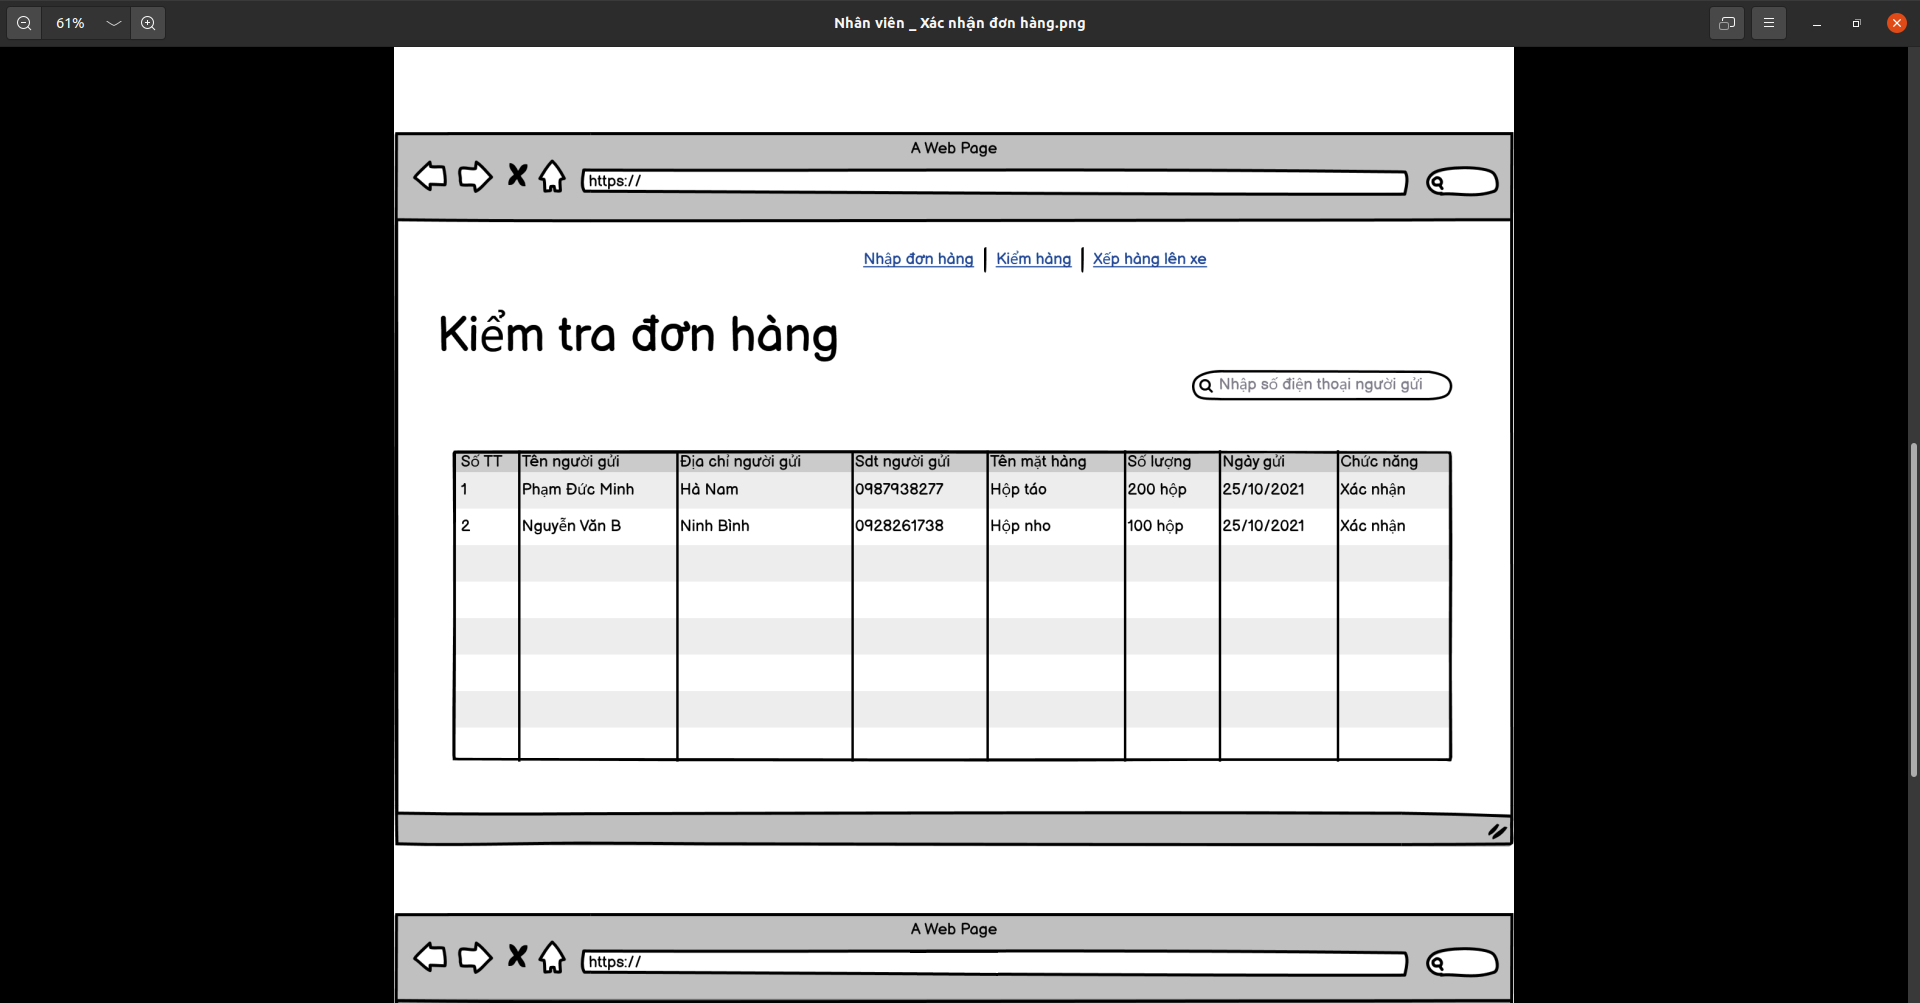 61%
Nhân viên _ Xác nhận đơn hàng.png
A Web Page
https://
Nhập đơn hàng | Kiểm hàng | Xếp hàng lên xe
Kiểm tra đơn hàng
Nhập số điện thoại người gửi
Số TT Tên người gửi Địa chỉ người gửi Sdt người gửi Tên mặt hàng Số lượng Ngày gửi Chức năng
1 Phạm Đức Minh Hà Nam 0987938277 Hộp táo 200 hộp 25/10/2021 Xác nhận
2 Nguyễn Văn B Ninh Bình 0928261738 Hộp nho 100 hộp 25/10/2021 Xác nhận
A Web Page
https://